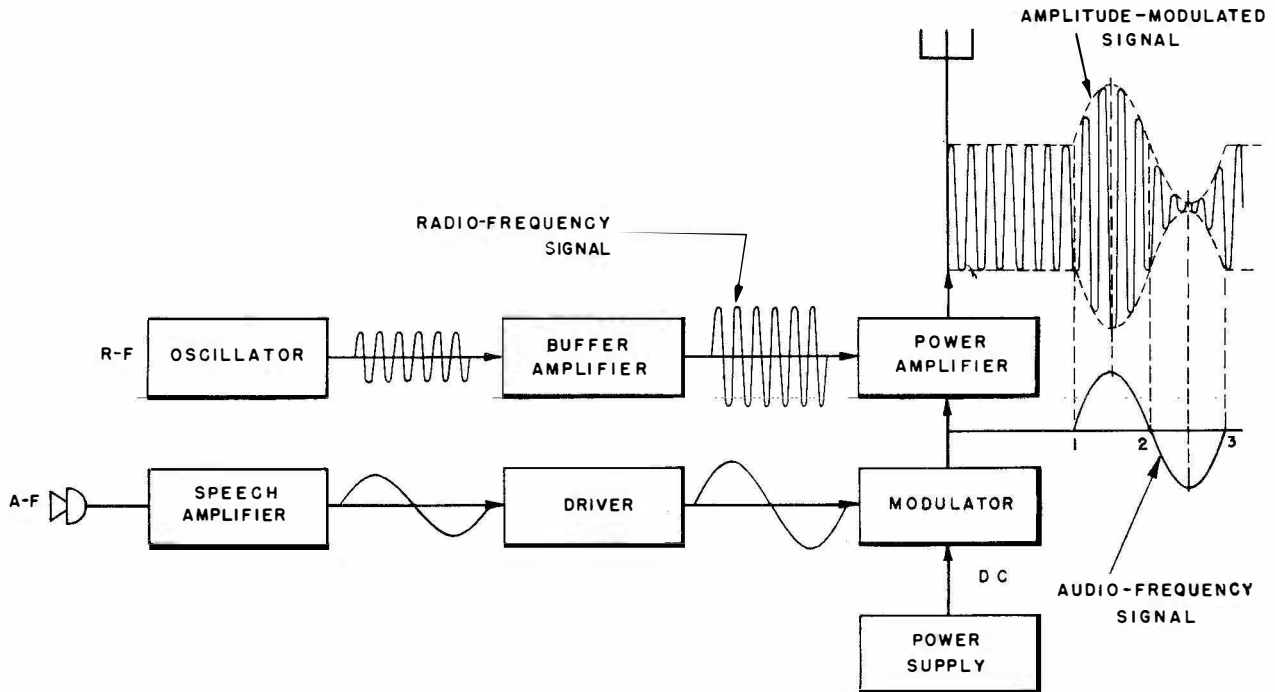 AMPLITUDE-MODULATED
SIGNAL
RADIO-FREQUENCY
SIGNAL
R-F
OSCILLATOR
BUFFER
AMPLIFIER
POWER
AMPLIFIER
1
2
3
A-F
SPEECH
AMPLIFIER
DRIVER
MODULATOR
DC
AUDIO-FREQUENCY
SIGNAL
POWER
SUPPLY